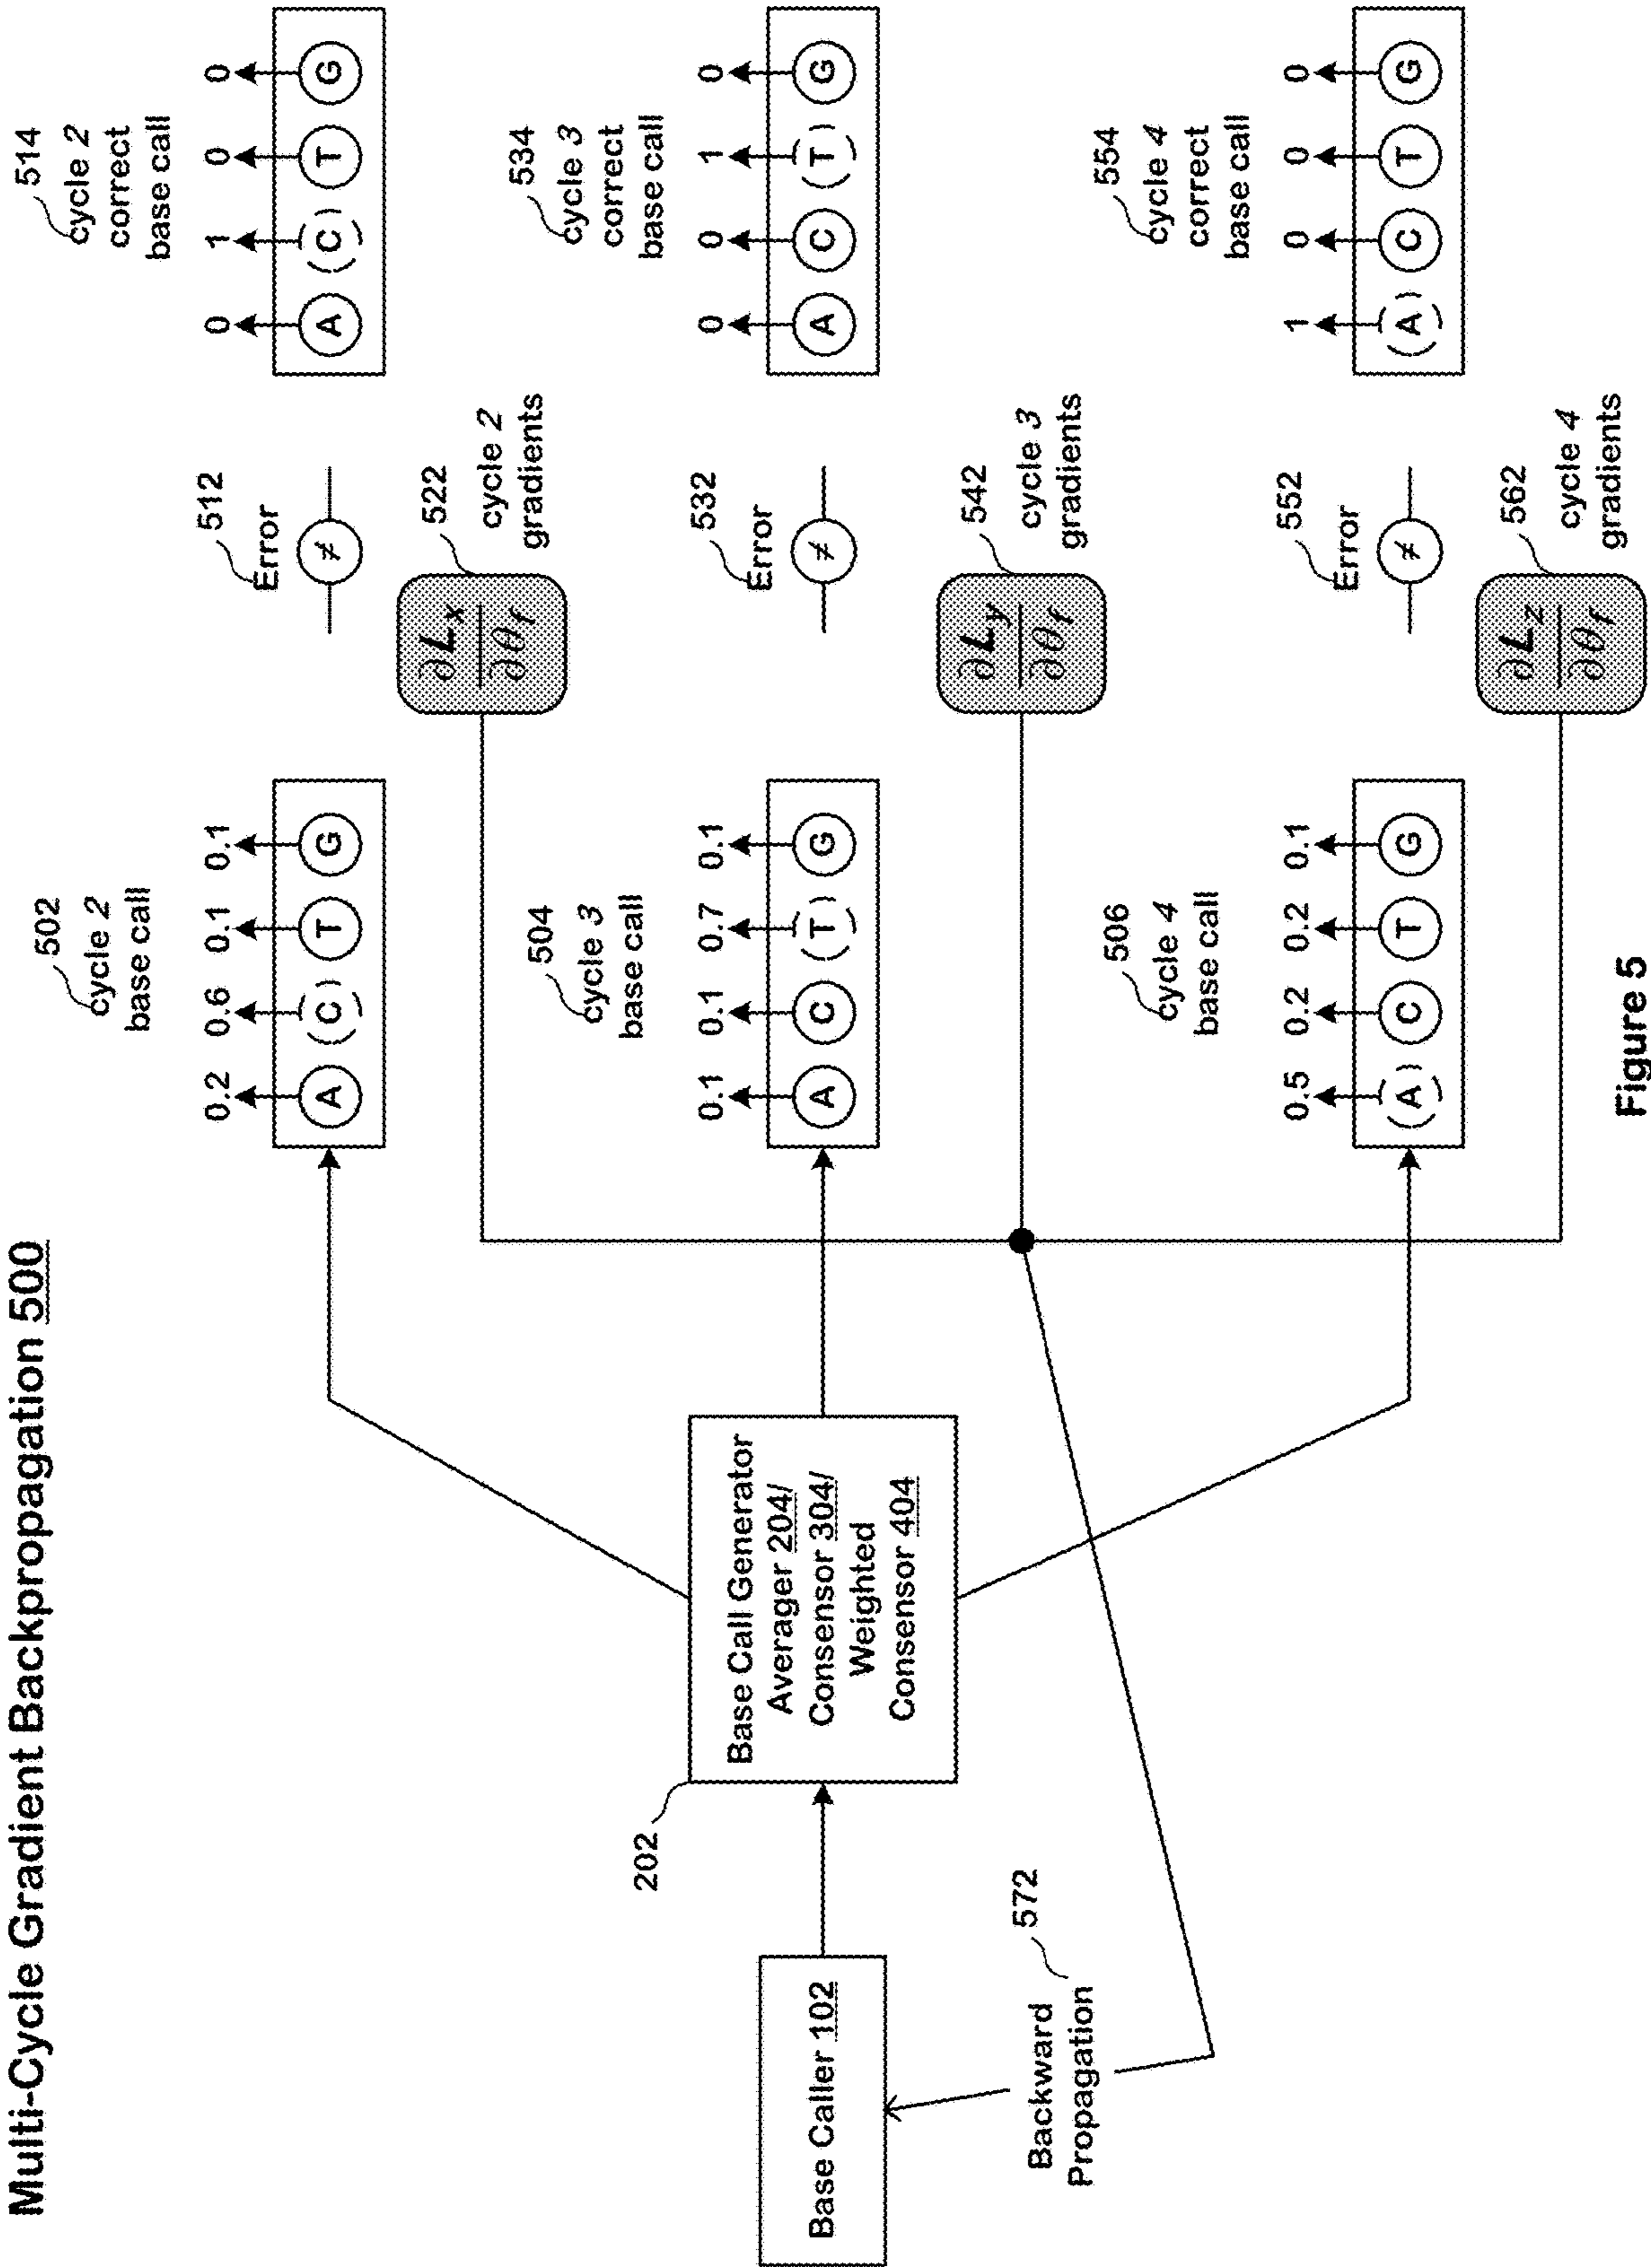 Multi-Cycle Gradient Backpropagation 500
502
cycle 2
base call
0.2 0.6 0.1 0.1
A C T G
512
Error
≠
514
cycle 2
correct
base call
0 1 0 0
A C T G
522
cycle 2
gradients
∂Lx
∂θf
Base Caller 102
202
Base Call Generator
Averager 204/
Consensor 304/
Weighted
Consensor 404
504
cycle 3
base call
0.1 0.1 0.7 0.1
A C T G
532
Error
≠
534
cycle 3
correct
base call
0 0 1 0
A C T G
542
cycle 3
gradients
∂Ly
∂θf
Backward
Propagation
572
506
cycle 4
base call
0.5 0.2 0.2 0.1
A C T G
552
Error
≠
554
cycle 4
correct
base call
1 0 0 0
A C T G
562
cycle 4
gradients
∂Lz
∂θf
Figure 5